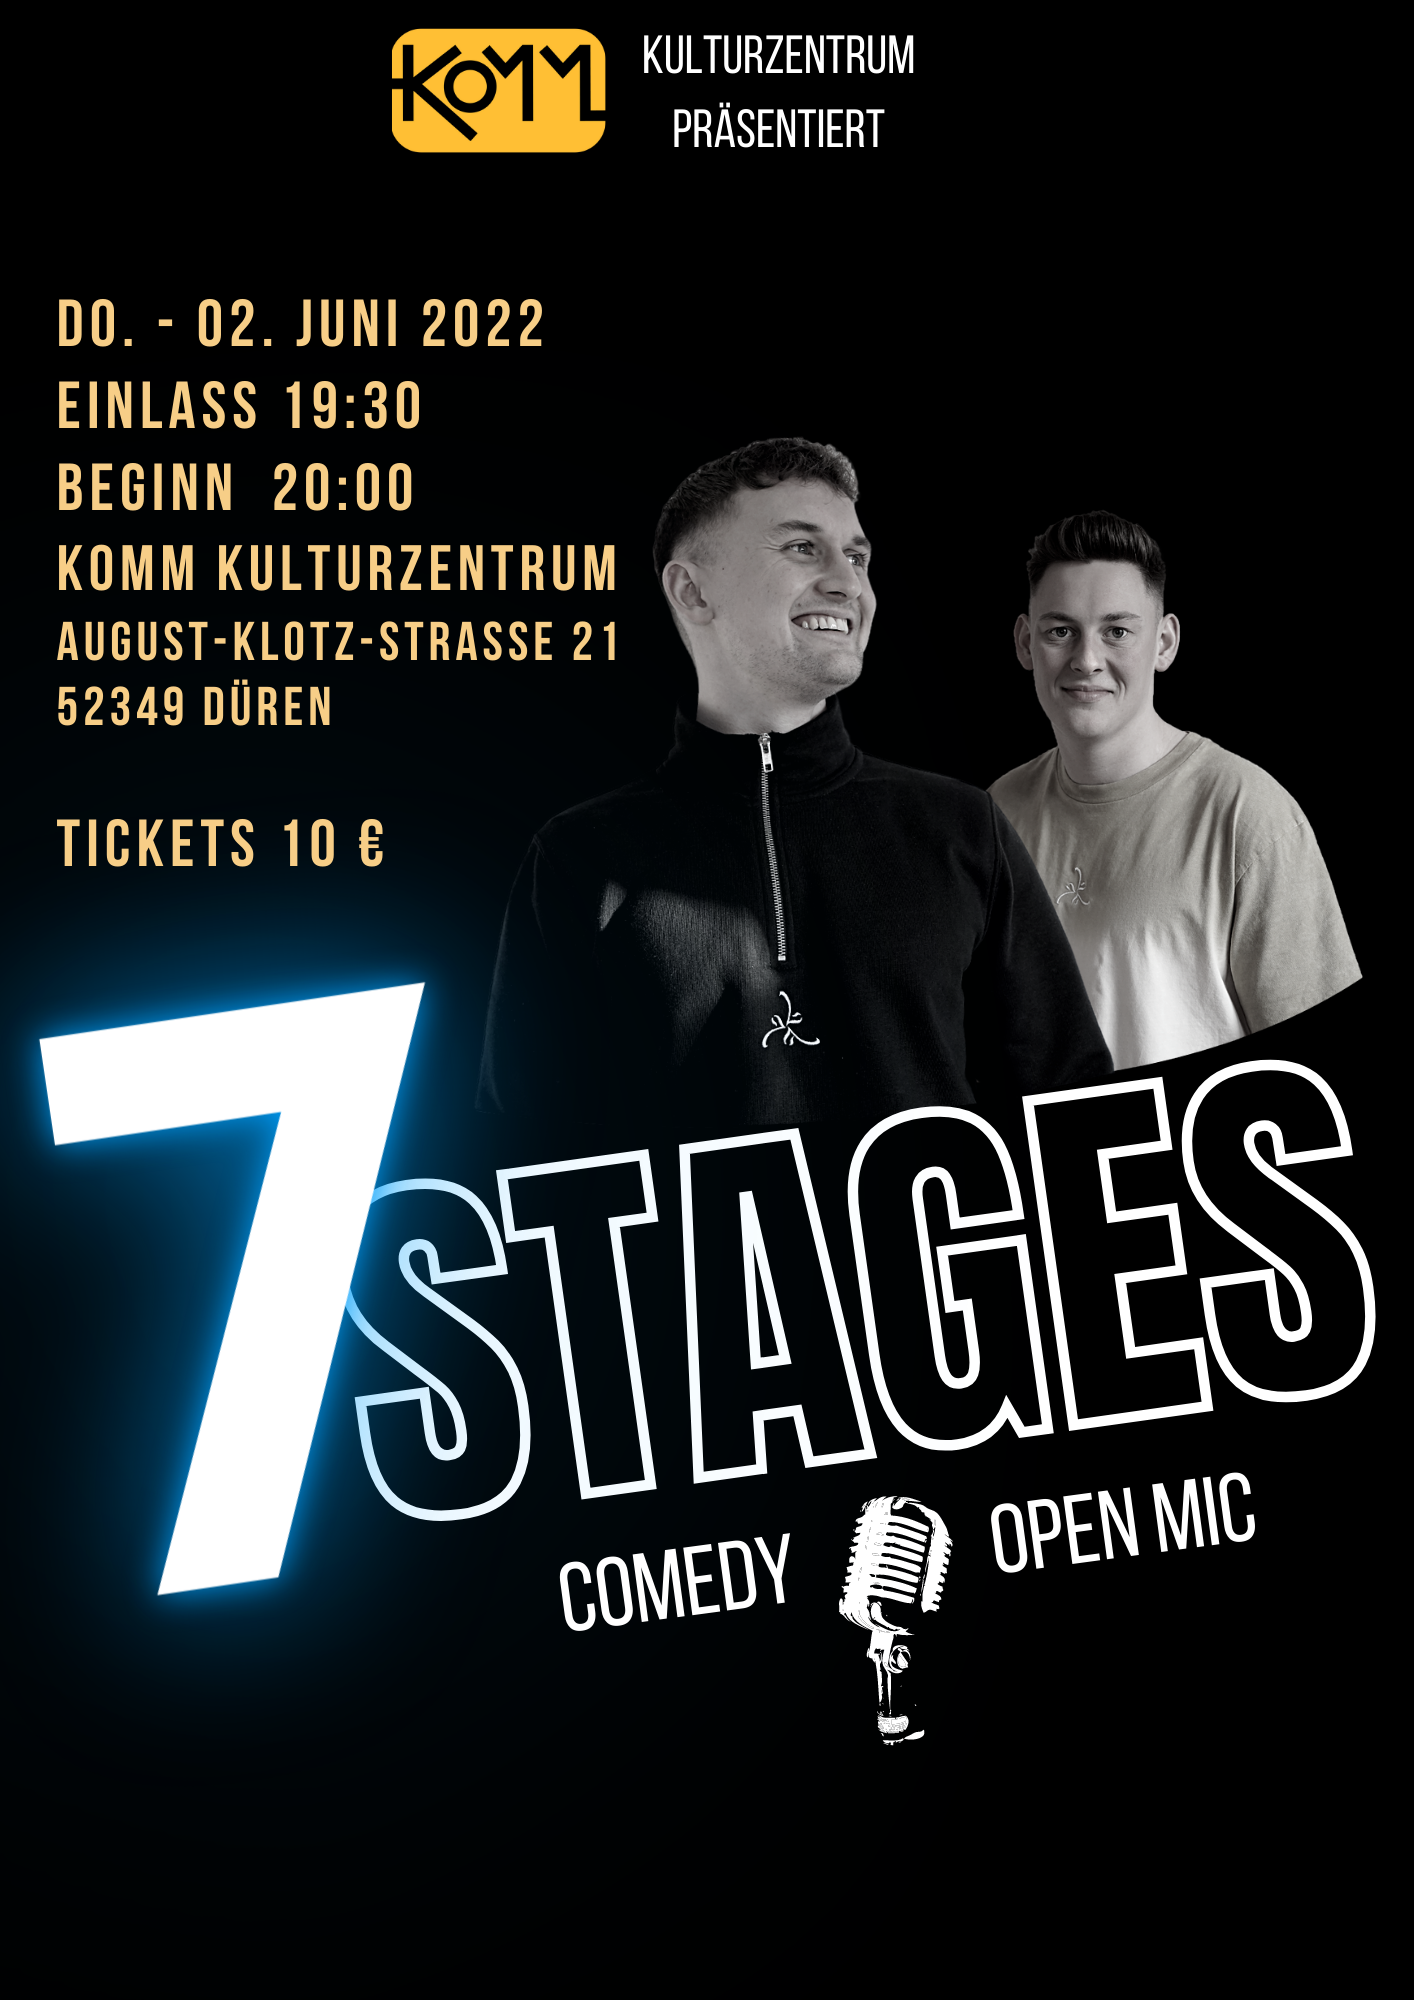 KOMM
KULTURZENTRUM
PRÄSENTIERT
DO. - 02. JUNI 2022
EINLASS 19:30
BEGINN 20:00
KOMM KULTURZENTRUM
AUGUST-KLOTZ-STRASSE 21
52349 DÜREN
TICKETS 10 €
7 STAGES
COMEDY OPEN MIC